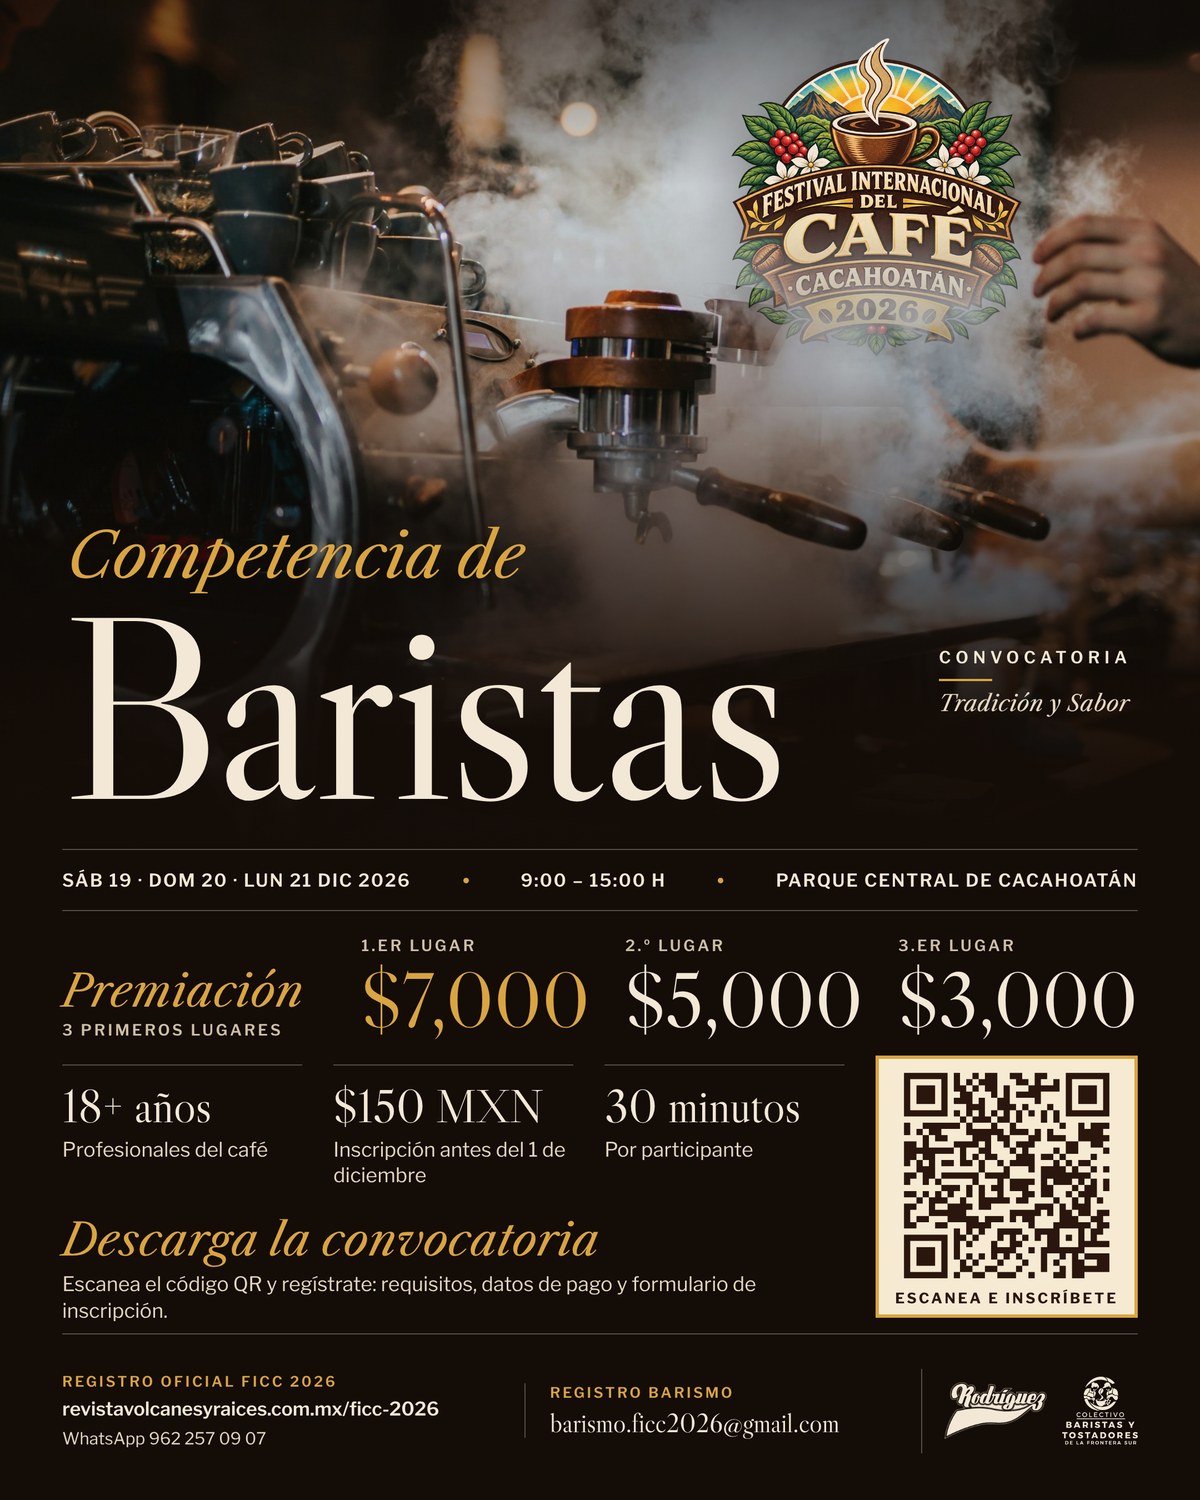 FESTIVAL INTERNACIONAL
DEL
CAFÉ
CACAHOATÁN
2026
Competencia de
Baristas
CONVOCATORIA
Tradición y Sabor
SÁB 19 · DOM 20 · LUN 21 DIC 2026 • 9:00 – 15:00 H • PARQUE CENTRAL DE CACAHOATÁN
Premiación
3 PRIMEROS LUGARES
1.ER LUGAR
$7,000
2.º LUGAR
$5,000
3.ER LUGAR
$3,000
18+ años
Profesionales del café
$150 MXN
Inscripción antes del 1 de
diciembre
30 minutos
Por participante
Descarga la convocatoria
Escanea el código QR y regístrate: requisitos, datos de pago y formulario de
inscripción.
ESCANEA E INSCRÍBETE
REGISTRO OFICIAL FICC 2026
revistavolcanesyraices.com.mx/ficc-2026
WhatsApp 962 257 09 07
REGISTRO BARISMO
barismo.ficc2026@gmail.com
Rodríguez
COLECTIVO
BARISTAS Y
TOSTADORES
DE LA FRONTERA SUR